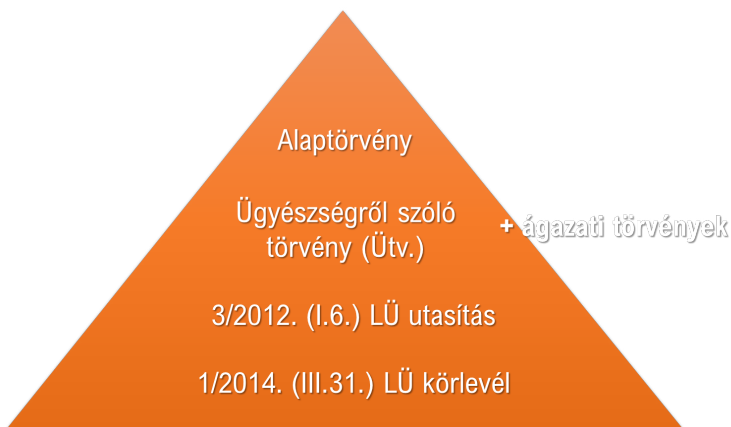 Alaptörvény
Ügyészségről szóló
törvény (Ütv.)
+ ágazati törvények
3/2012. (I.6.) LÜ utasítás
1/2014. (III.31.) LÜ körlevél